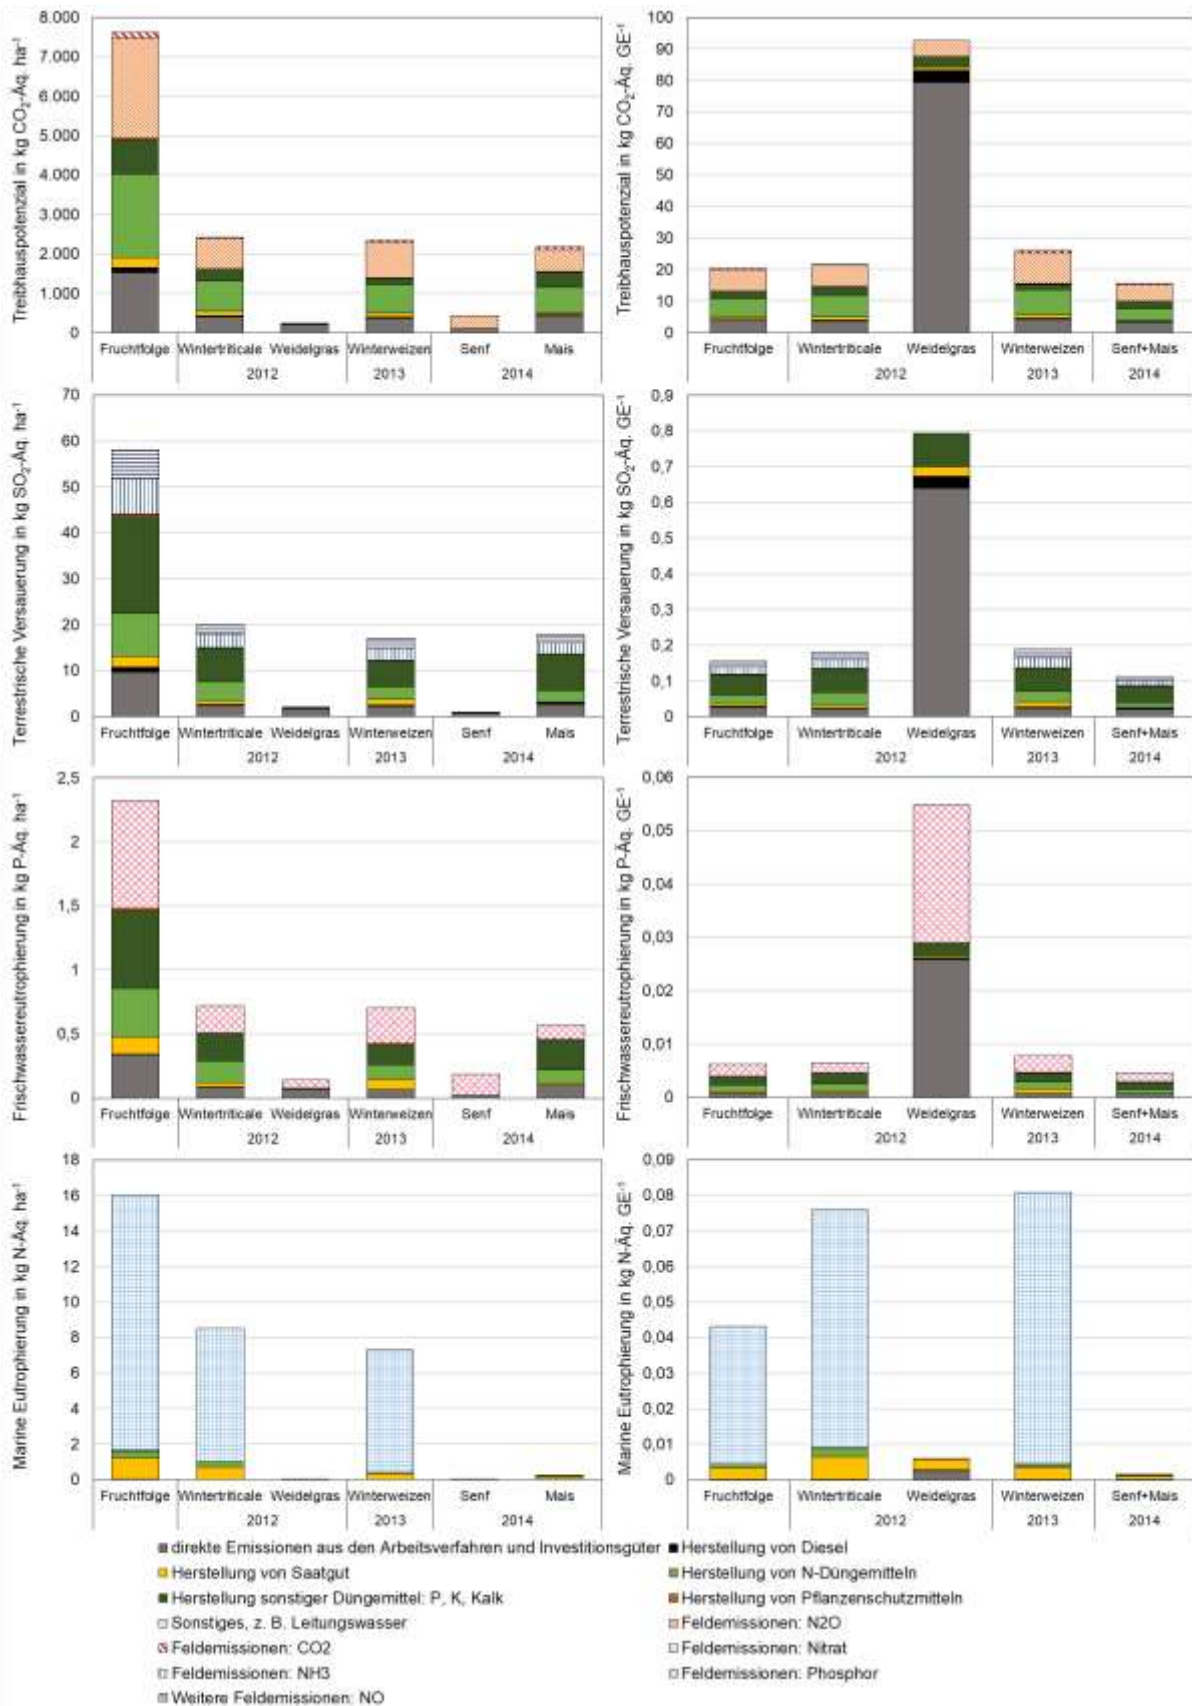 Treibhauspotenzial in kg CO₂-Äq. ha⁻¹
8.000
7.000
6.000
5.000
4.000
3.000
2.000
1.000
0
Fruchtfolge Wintertriticale Weidelgras Winterweizen Senf Mais
2012 2013 2014
Treibhauspotenzial in kg CO₂-Äq. GE⁻¹
100
90
80
70
60
50
40
30
20
10
0
Fruchtfolge Wintertriticale Weidelgras Winterweizen Senf+Mais
2012 2013 2014
Terrestrische Versauerung in kg SO₂-Äq. ha⁻¹
70
60
50
40
30
20
10
0
Fruchtfolge Wintertriticale Weidelgras Winterweizen Senf Mais
2012 2013 2014
Terrestrische Versauerung in kg SO₂-Äq. GE⁻¹
0,9
0,8
0,7
0,6
0,5
0,4
0,3
0,2
0,1
0
Fruchtfolge Wintertriticale Weidelgras Winterweizen Senf+Mais
2012 2013 2014
Frischwassereutrophierung in kg P-Äq. ha⁻¹
2,5
2
1,5
1
0,5
0
Fruchtfolge Wintertriticale Weidelgras Winterweizen Senf Mais
2012 2013 2014
Frischwassereutrophierung in kg P-Äq. GE⁻¹
0,06
0,05
0,04
0,03
0,02
0,01
0
Fruchtfolge Wintertriticale Weidelgras Winterweizen Senf+Mais
2012 2013 2014
Marine Eutrophierung in kg N-Äq. ha⁻¹
18
16
14
12
10
8
6
4
2
0
Fruchtfolge Wintertriticale Weidelgras Winterweizen Senf Mais
2012 2013 2014
Marine Eutrophierung in kg N-Äq. GE⁻¹
0,09
0,08
0,07
0,06
0,05
0,04
0,03
0,02
0,01
0
Fruchtfolge Wintertriticale Weidelgras Winterweizen Senf+Mais
2012 2013 2014
direkte Emissionen aus den Arbeitsverfahren und Investitionsgüter Herstellung von Diesel
Herstellung von Saatgut Herstellung von N-Düngemitteln
Herstellung sonstiger Düngemittel: P, K, Kalk Herstellung von Pflanzenschutzmitteln
Sonstiges, z. B. Leitungswasser Feldemissionen: N2O
Feldemissionen: CO2 Feldemissionen: Nitrat
Feldemissionen: NH3 Feldemissionen: Phosphor
Weitere Feldemissionen: NO